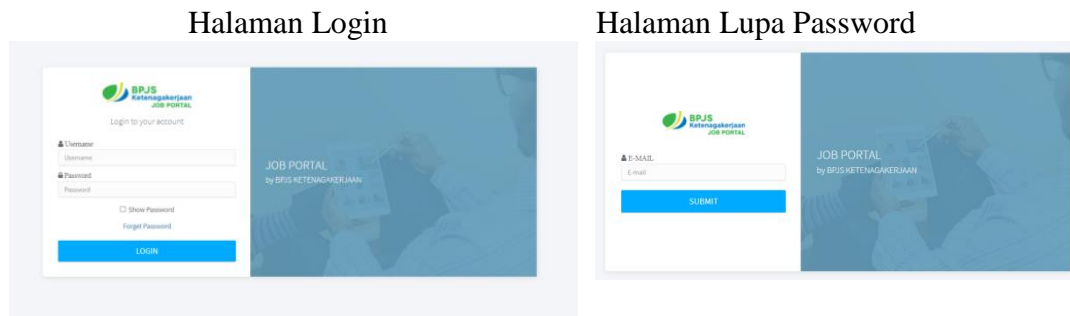 Halaman Login
Halaman Lupa Password
BPJS
Ketenagakerjaan
JOB PORTAL
Login to your account
Username
Username
Password
Password
Show Password
Forget Password
LOGIN
JOB PORTAL
by BPJS KETENAGAKERJAAN
BPJS
Ketenagakerjaan
JOB PORTAL
E-MAIL
E-mail
SUBMIT
JOB PORTAL
by BPJS KETENAGAKERJAAN